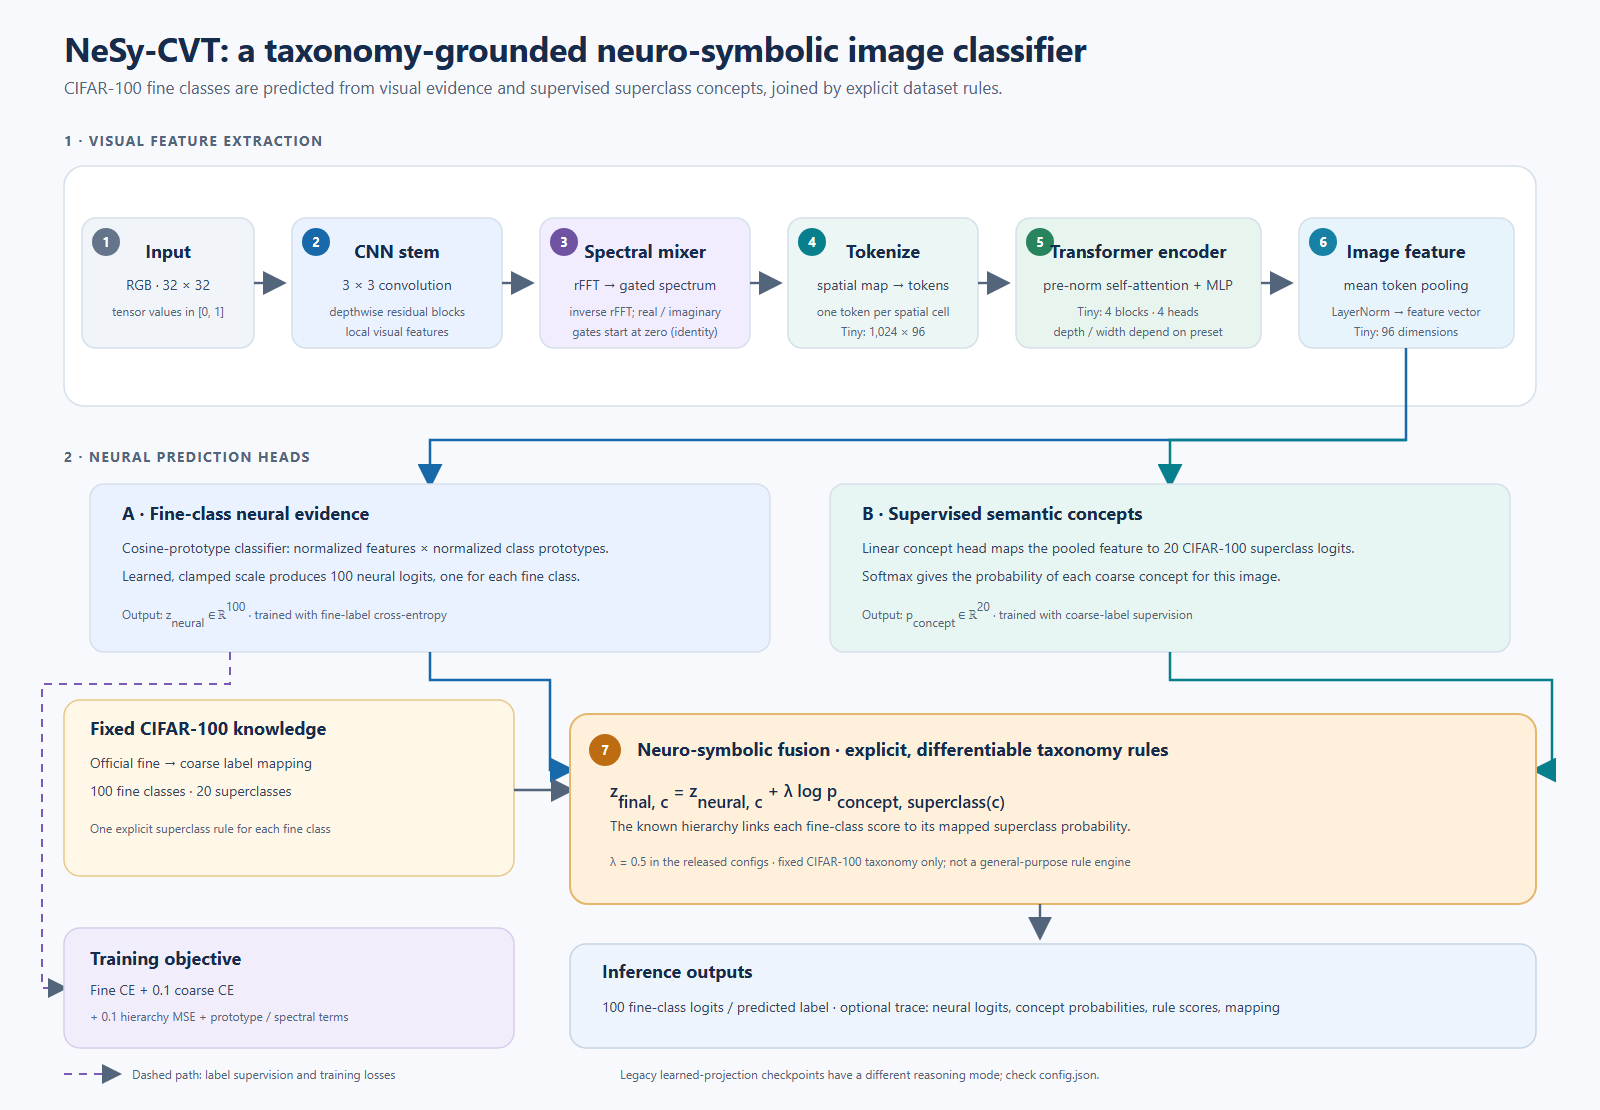 NeSy-CVT: a taxonomy-grounded neuro-symbolic image classifier
CIFAR-100 fine classes are predicted from visual evidence and supervised superclass concepts, joined by explicit dataset rules.
1 · VISUAL FEATURE EXTRACTION
1
Input
RGB · 32 × 32
tensor values in [0, 1]
2
CNN stem
3 × 3 convolution
depthwise residual blocks
local visual features
3
Spectral mixer
rFFT → gated spectrum
inverse rFFT; real / imaginary
gates start at zero (identity)
4
Tokenize
spatial map → tokens
one token per spatial cell
Tiny: 1,024 × 96
5
Transformer encoder
pre-norm self-attention + MLP
Tiny: 4 blocks · 4 heads
depth / width depend on preset
6
Image feature
mean token pooling
LayerNorm → feature vector
Tiny: 96 dimensions
2 · NEURAL PREDICTION HEADS
A · Fine-class neural evidence
Cosine-prototype classifier: normalized features × normalized class prototypes.
Learned, clamped scale produces 100 neural logits, one for each fine class.
Output: z_neural ∈ ℝ^100 · trained with fine-label cross-entropy
B · Supervised semantic concepts
Linear concept head maps the pooled feature to 20 CIFAR-100 superclass logits.
Softmax gives the probability of each coarse concept for this image.
Output: p_concept ∈ ℝ^20 · trained with coarse-label supervision
Fixed CIFAR-100 knowledge
Official fine → coarse label mapping
100 fine classes · 20 superclasses
One explicit superclass rule for each fine class
7
Neuro-symbolic fusion · explicit, differentiable taxonomy rules
z_final, c = z_neural, c + λ log p_concept, superclass(c)
The known hierarchy links each fine-class score to its mapped superclass probability.
λ = 0.5 in the released configs · fixed CIFAR-100 taxonomy only; not a general-purpose rule engine
Training objective
Fine CE + 0.1 coarse CE
+ 0.1 hierarchy MSE + prototype / spectral terms
Inference outputs
100 fine-class logits / predicted label · optional trace: neural logits, concept probabilities, rule scores, mapping
Dashed path: label supervision and training losses
Legacy learned-projection checkpoints have a different reasoning mode; check config.json.